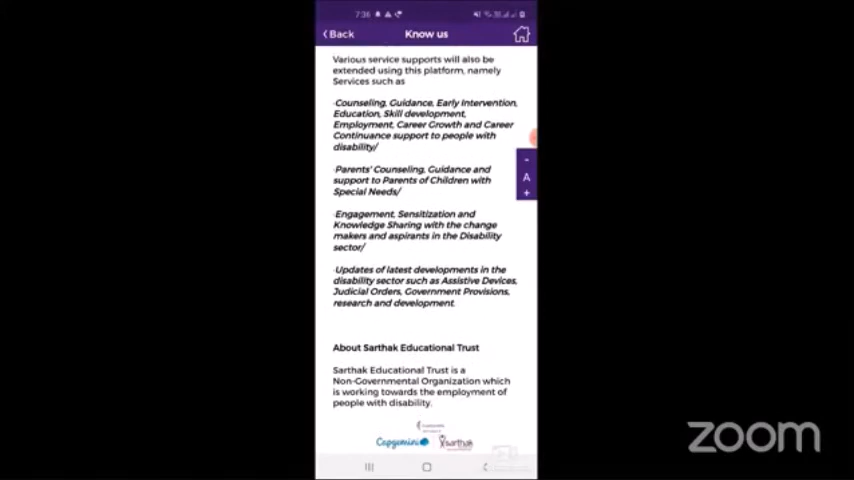 7:36
Back
Know us
Various service supports will also be
extended using this platform, namely
Services such as
·Counseling, Guidance, Early Intervention,
Education, Skill development,
Employment, Career Growth and Career
Continuance support to people with
disability/
·Parents' Counseling, Guidance and
support to Parents of Children with
Special Needs/
·Engagement, Sensitization and
Knowledge Sharing with the change
makers and aspirants in the Disability
sector/
·Updates of latest developments in the
disability sector such as Assistive Devices,
Judicial Orders, Government Provisions,
research and development.
-
A
+
About Sarthak Educational Trust
Sarthak Educational Trust is a
Non-Governmental Organization which
is working towards the employment of
people with disability.
Capgemini
sarthak
zoom